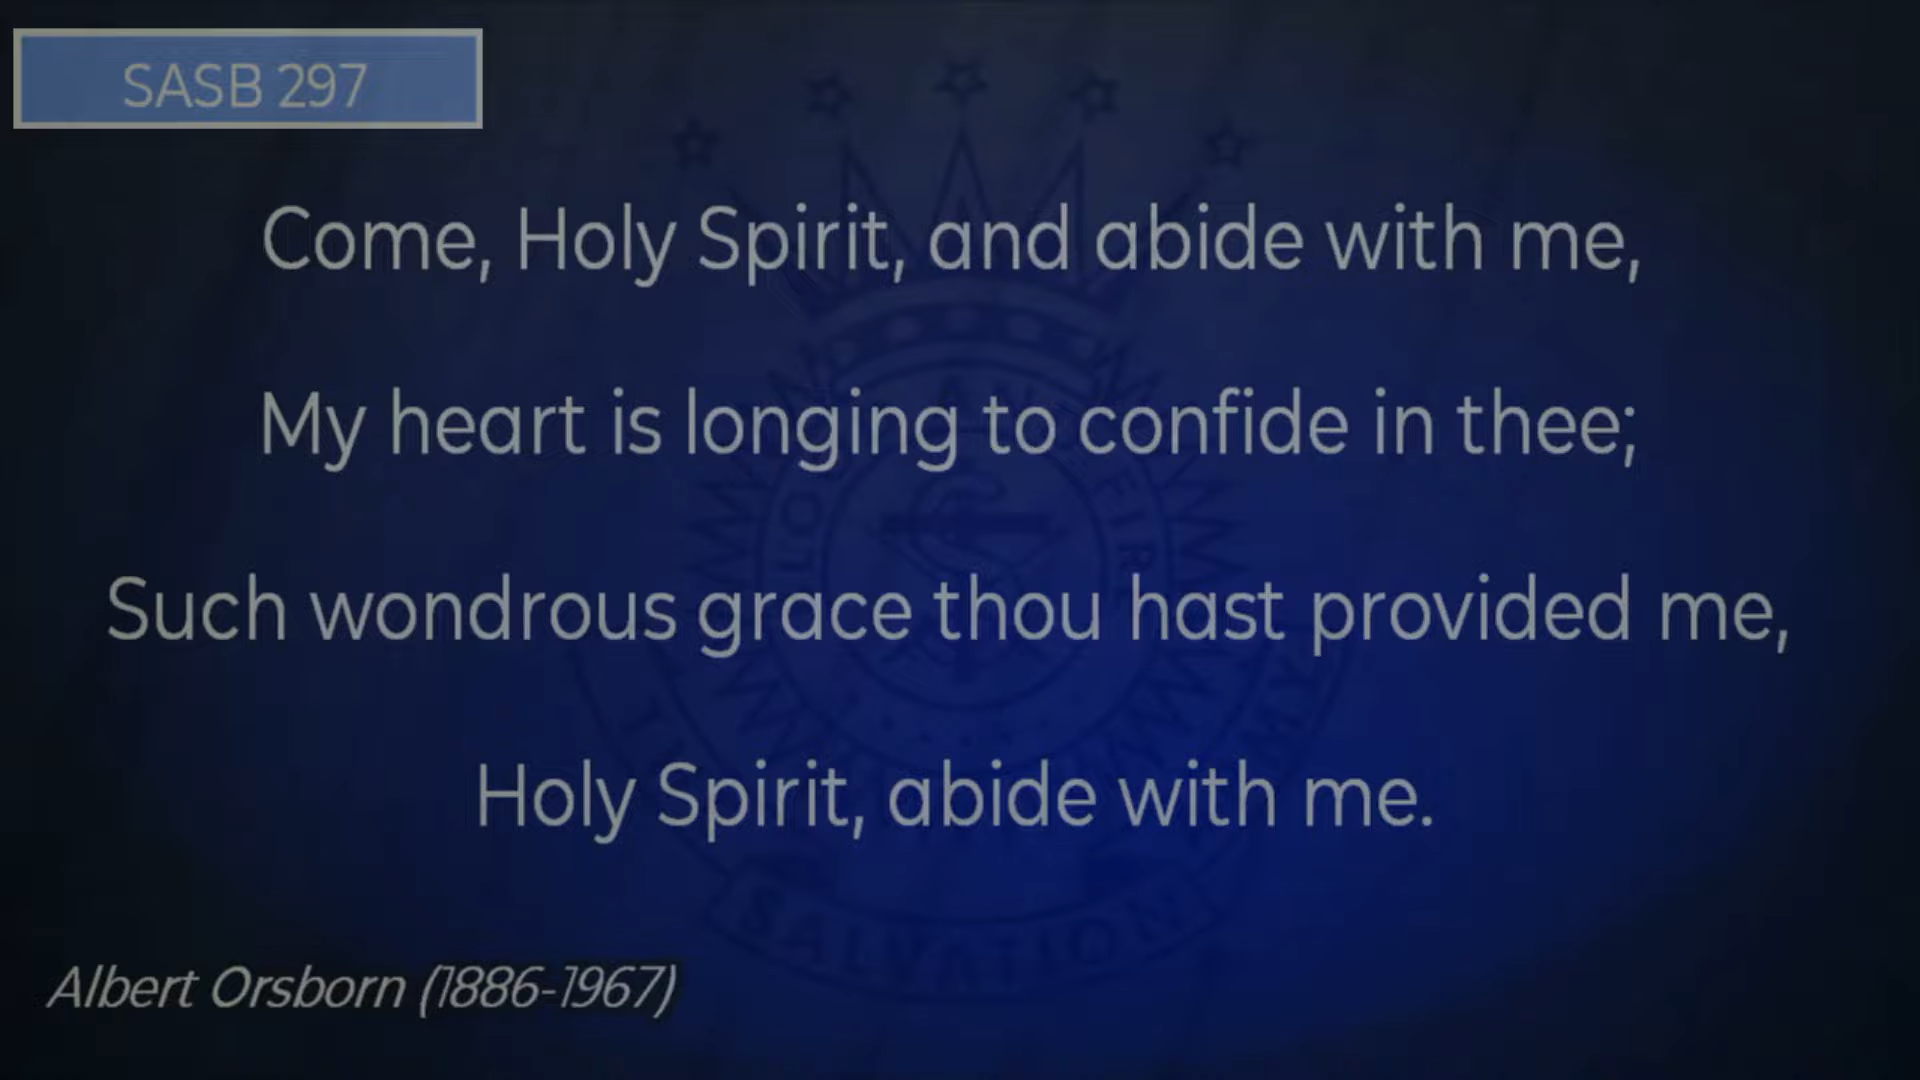 SASB 297
Come, Holy Spirit, and abide with me,
My heart is longing to confide in thee;
Such wondrous grace thou hast provided me,
Holy Spirit, abide with me.
SALVATION
Albert Orsborn (1886-1967)